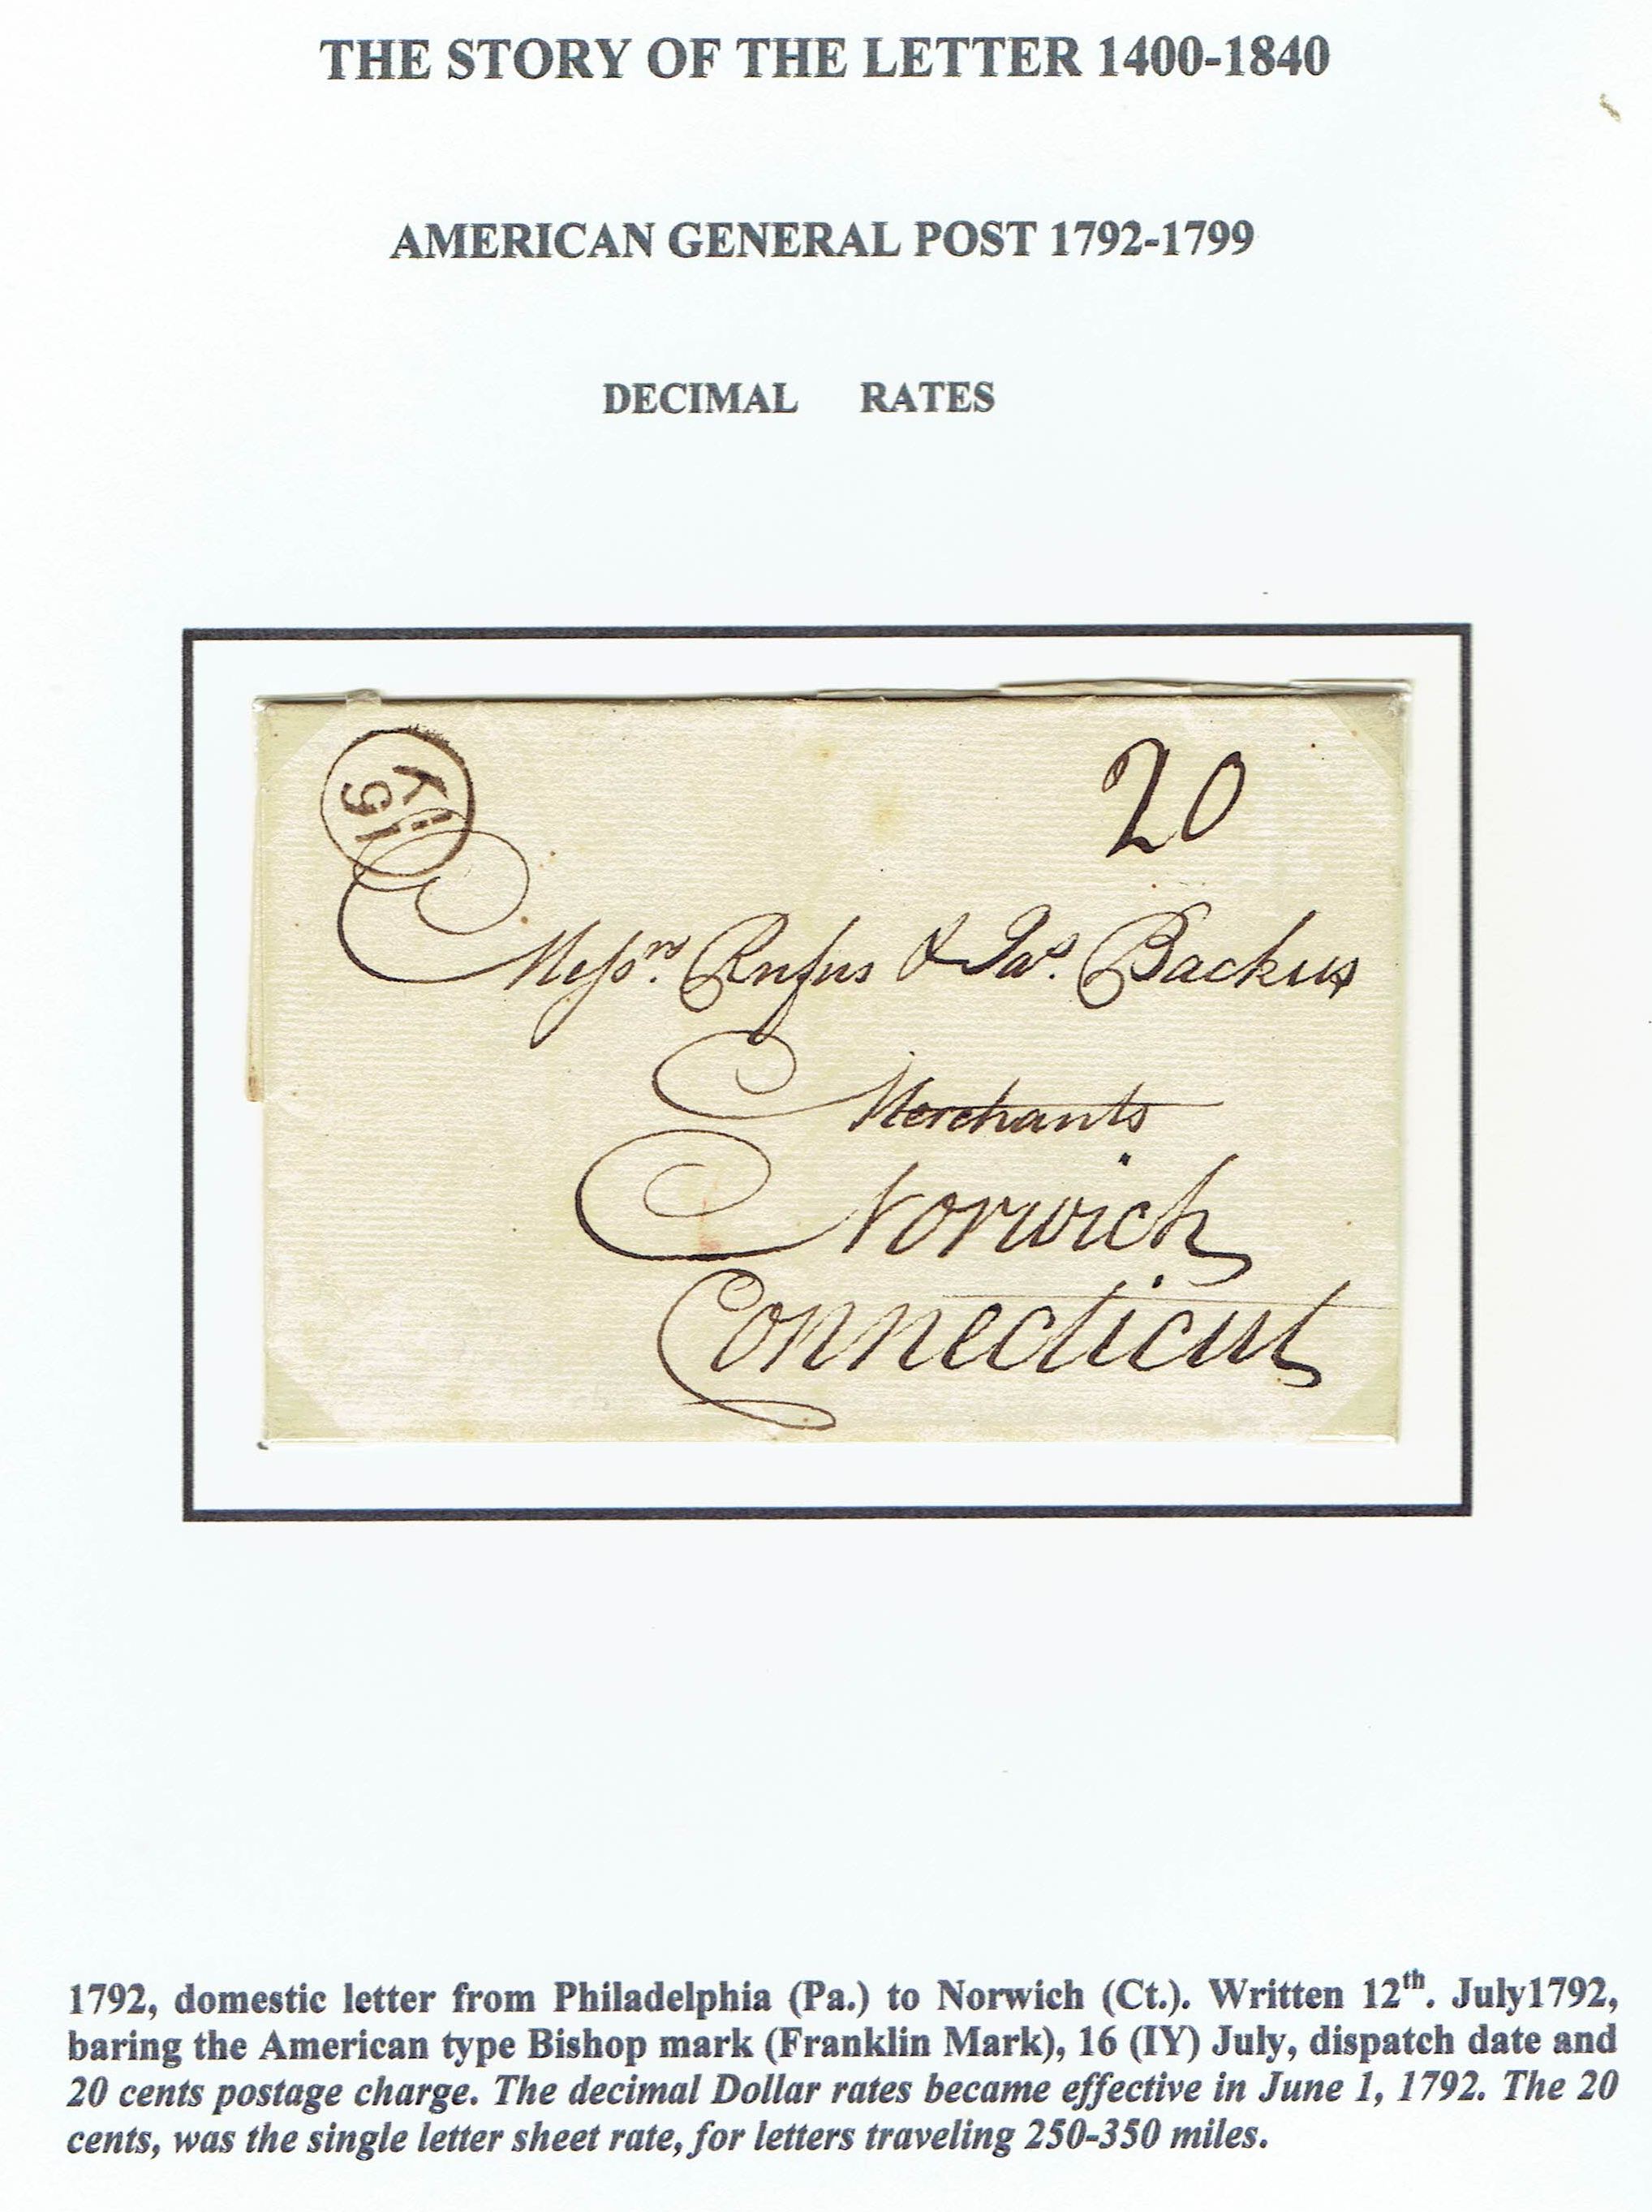 THE STORY OF THE LETTER 1400-1840
AMERICAN GENERAL POST 1792-1799
DECIMAL RATES
IY
16
20
Messrs. Rufus & Jas. Backus
Merchants
Norwich
Connecticut
1792, domestic letter from Philadelphia (Pa.) to Norwich (Ct.). Written 12th. July1792,
baring the American type Bishop mark (Franklin Mark), 16 (IY) July, dispatch date and
20 cents postage charge. The decimal Dollar rates became effective in June 1, 1792. The 20
cents, was the single letter sheet rate, for letters traveling 250-350 miles.